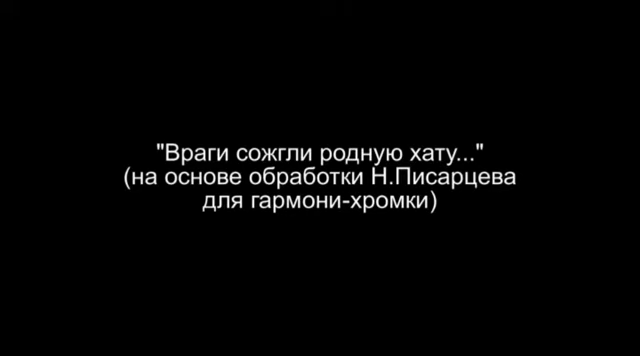 "Враги сожгли родную хату..."
(на основе обработки Н.Писарцева
для гармони-хромки)